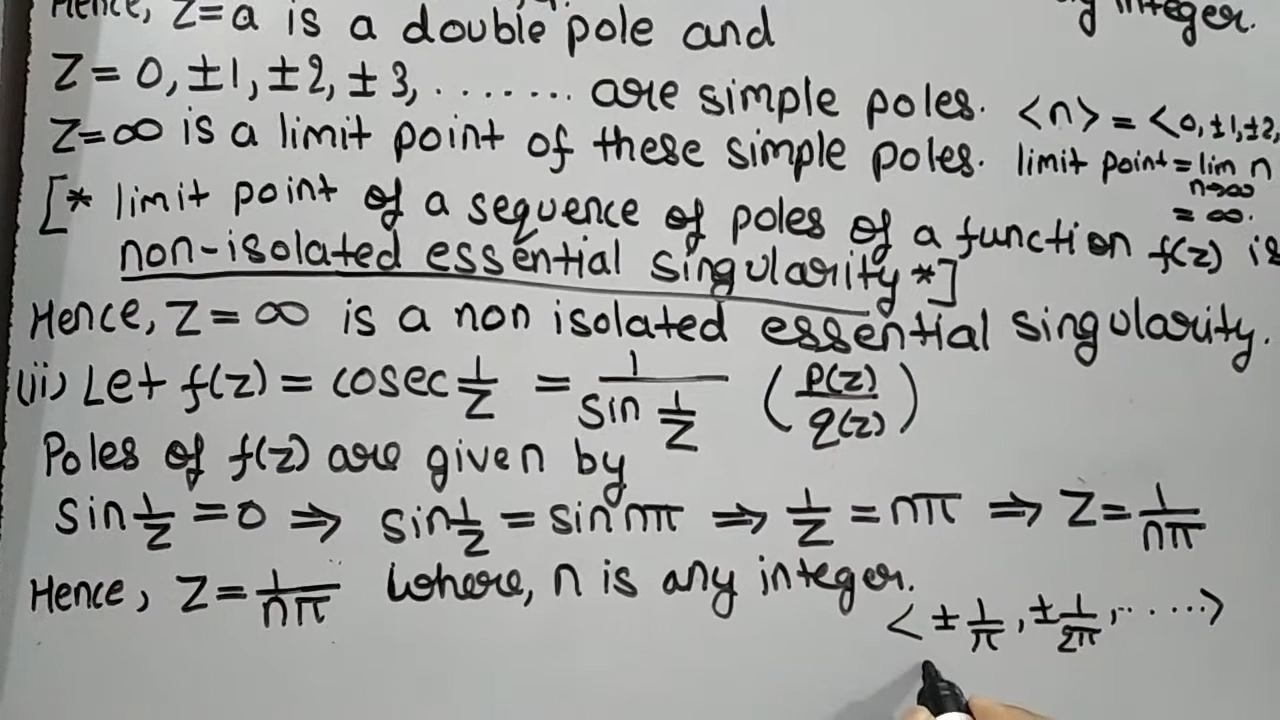 Hence, Z=a is a double pole and
y integer.
Z = 0, ±1, ±2, ±3, ........ are simple poles.
Z=∞ is a limit point of these simple poles.
<n> = <0, ±1, ±2,
limit point = lim n
n→∞
= ∞.
[* limit point of a sequence of poles of a function f(z) is
non-isolated essential singularity *]
Hence, Z = ∞ is a non isolated essential singularity.
(ii) Let f(z) = cosec 1/z = 1/(sin 1/z) (P(z)/q(z))
Poles of f(z) are given by
sin 1/z = 0 ⇒ sin 1/z = sin nπ ⇒ 1/z = nπ ⇒ Z = 1/nπ
Hence, Z = 1/nπ where, n is any integer.
< ± 1/π, ± 1/2π, ......>